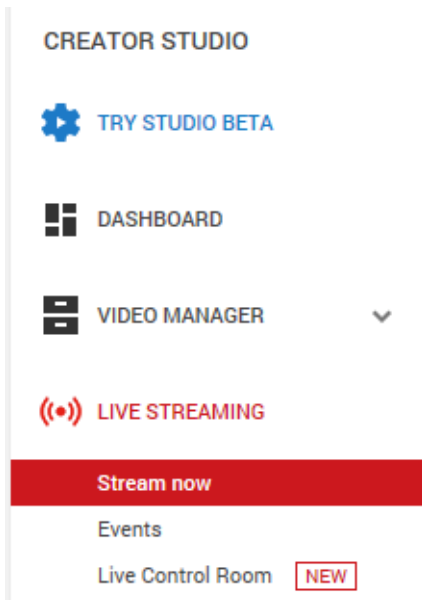 CREATOR STUDIO
TRY STUDIO BETA
DASHBOARD
VIDEO MANAGER
LIVE STREAMING
Stream now
Events
Live Control Room NEW